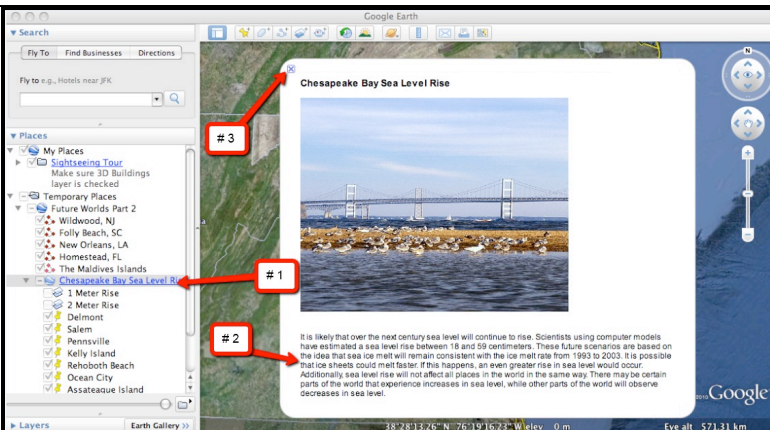 Google Earth
Search
Fly To Find Businesses Directions
Fly to e.g., Hotels near JFK
Places
My Places
Sightseeing Tour
Make sure 3D Buildings
layer is checked
Temporary Places
Future Worlds Part 2
Wildwood, NJ
Folly Beach, SC
New Orleans, LA
Homestead, FL
The Maldives Islands
Chesapeake Bay Sea Level Ris
1 Meter Rise
2 Meter Rise
Delmont
Salem
Pennsville
Kelly Island
Rehoboth Beach
Ocean City
Assateague Island
Layers Earth Gallery >>
# 3
# 1
# 2
Chesapeake Bay Sea Level Rise
It is likely that over the next century sea level will continue to rise. Scientists using computer models
have estimated a sea level rise between 18 and 59 centimeters. These future scenarios are based on
the idea that sea ice melt will remain consistent with the ice melt rate from 1993 to 2003. It is possible
that ice sheets could melt faster. If this happens, an even greater rise in sea level would occur.
Additionally, sea level rise will not affect all places in the world in the same way. There may be certain
parts of the world that experience increases in sea level, while other parts of the world will observe
decreases in sea level.
N
2010 Google
38°28'13.26" N 76°19'16.23" W elev 0 m Eye alt 571.31 km